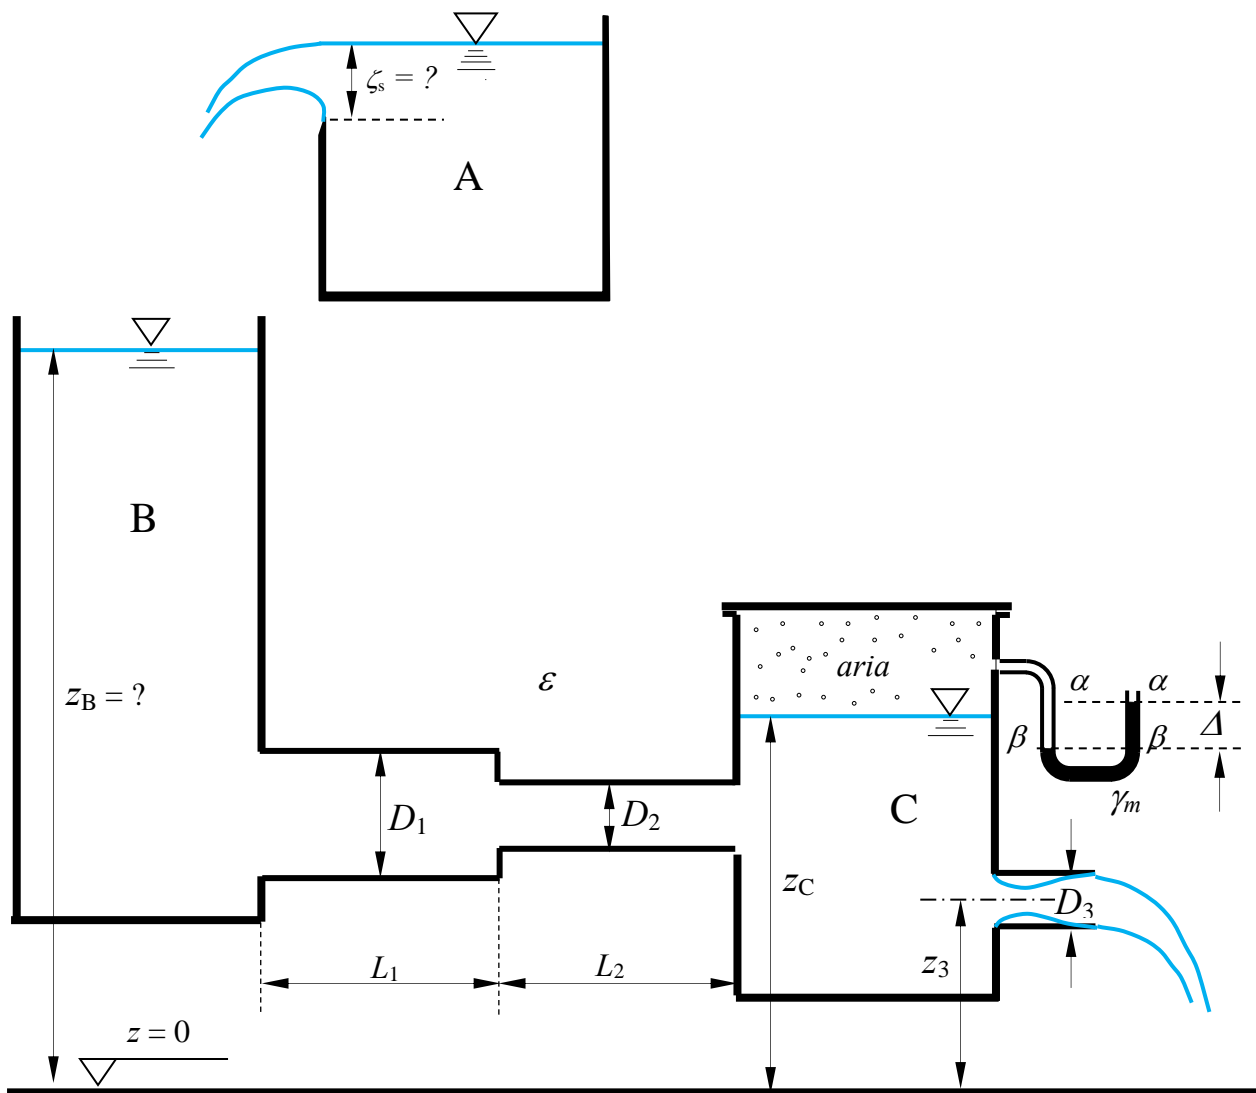 ζs = ?
A
B
zB = ?
ε
aria
α α
Δ
β β
γm
D1
D2
C
zC
D3
z3
L1
L2
z = 0